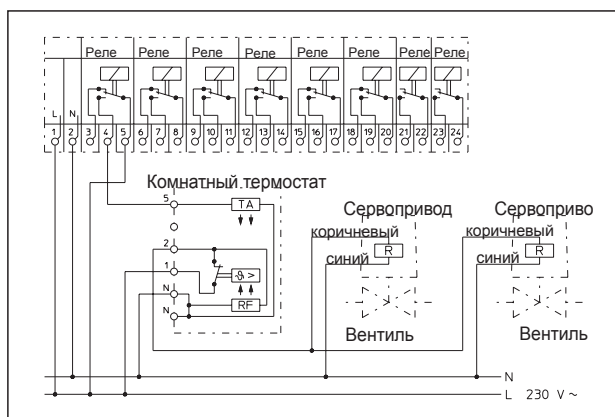 Реле Реле Реле Реле Реле Реле Реле Реле
L N
1 2 3 4 5 6 7 8 9 10 11 12 13 14 15 16 17 18 19 20 21 22 23 24
Комнатный термостат
5 TA
2
1 ϑ >
N RF
N
Сервопривод
коричневый
R
синий
Вентиль
Сервоприво
коричневый
R
синий
Вентиль
N
L 230 V ~